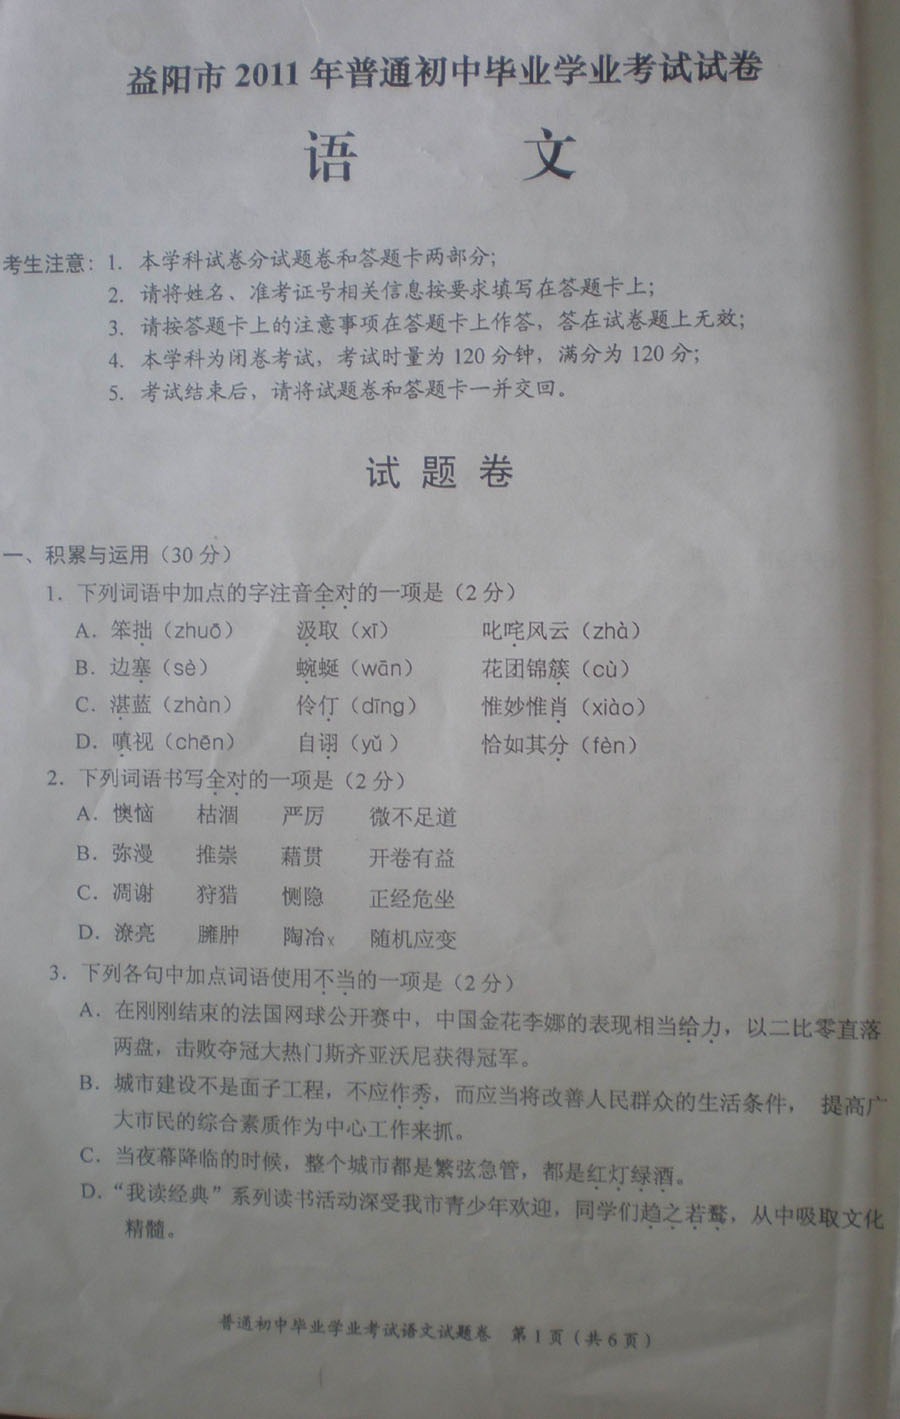 益阳市 2011 年普通初中毕业学业考试试卷
语 文
考生注意：1. 本学科试卷分试题卷和答题卡两部分；
2. 请将姓名、准考证号相关信息按要求填写在答题卡上；
3. 请按答题卡上的注意事项在答题卡上作答，答在试卷题上无效；
4. 本学科为闭卷考试，考试时量为 120 分钟，满分为 120 分；
5. 考试结束后，请将试题卷和答题卡一并交回。
试 题 卷
一、积累与运用（30 分）
1. 下列词语中加点的字注音全对的一项是（2 分）
A. 笨拙（zhuō） 汲取（xī） 叱咤风云（zhà）
B. 边塞（sè） 蜿蜒（wān） 花团锦簇（cù）
C. 湛蓝（zhàn） 伶仃（dīng） 惟妙惟肖（xiào）
D. 嗔视（chēn） 自诩（yǔ ） 恰如其分（fèn）
2. 下列词语书写全对的一项是（2 分）
A. 懊恼 枯涸 严厉 微不足道
B. 弥漫 推崇 藉贯 开卷有益
C. 凋谢 狩猎 恻隐 正经危坐
D. 潦亮 臃肿 陶冶 随机应变
3. 下列各句中加点词语使用不当的一项是（2 分）
A. 在刚刚结束的法国网球公开赛中，中国金花李娜的表现相当给力，以二比零直落
两盘，击败夺冠大热门斯齐亚沃尼获得冠军。
B. 城市建设不是面子工程，不应作秀，而应当将改善人民群众的生活条件， 提高广
大市民的综合素质作为中心工作来抓。
C. 当夜幕降临的时候，整个城市都是繁弦急管，都是红灯绿酒。
D. “我读经典”系列读书活动深受我市青少年欢迎，同学们趋之若鹜，从中吸取文化
精髓。
普通初中毕业学业考试语文试题卷 第 1 页（共 6 页）